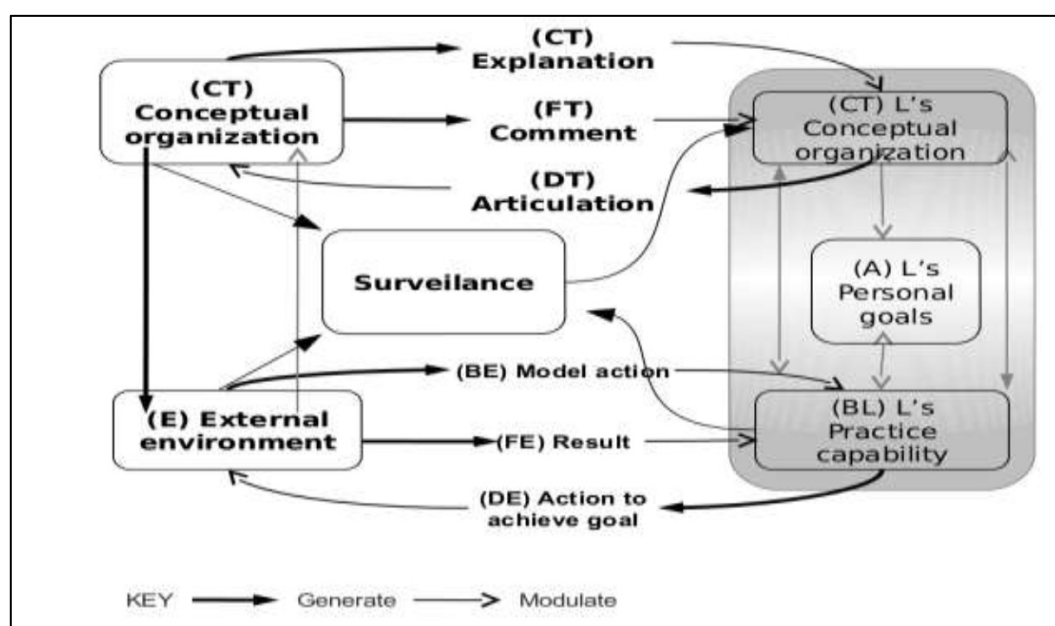 (CT)
Explanation
(CT)
Conceptual
organization
(CT) L's
Conceptual
organization
(FT)
Comment
(DT)
Articulation
Surveilance
(A) L's
Personal
goals
(BE) Model action
(E) External
environment
(BL) L's
Practice
capability
(FE) Result
(DE) Action to
achieve goal
KEY
Generate
Modulate